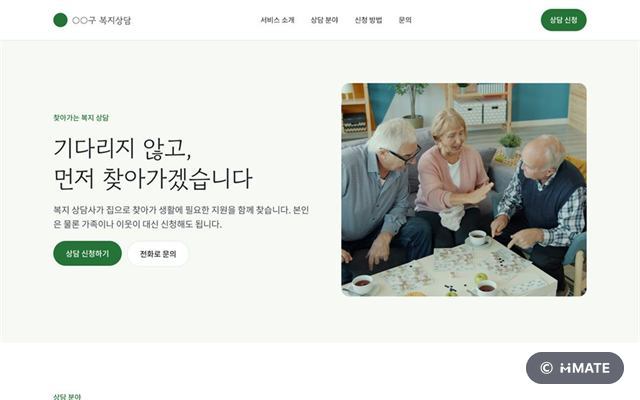 ○○구 복지상담
서비스 소개
상담 분야
신청 방법
문의
상담 신청
찾아가는 복지 상담
기다리지 않고,
먼저 찾아가겠습니다
복지 상담사가 집으로 찾아가 생활에 필요한 지원을 함께 찾습니다. 본인
은 물론 가족이나 이웃이 대신 신청해도 됩니다.
상담 신청하기
전화로 문의
© MMATE
상담 분야